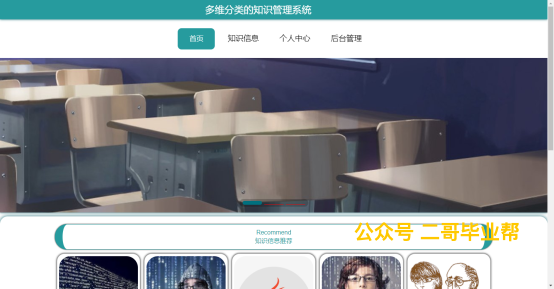 多维分类的知识管理系统
首页 知识信息 个人中心 后台管理
Recommend
知识信息推荐
公众号 二哥毕业帮